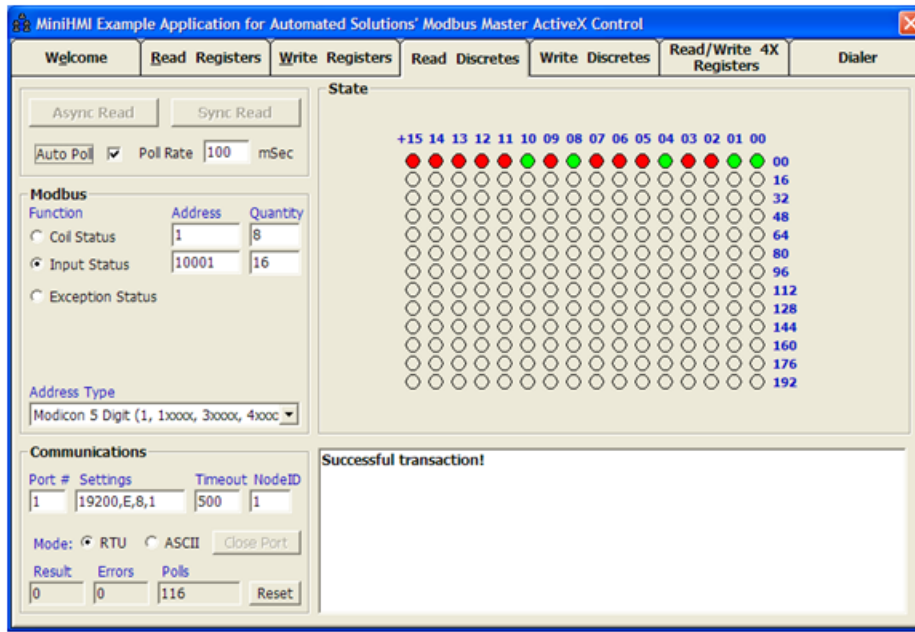 MiniHMI Example Application for Automated Solutions' Modbus Master ActiveX Control
Welcome
Read Registers
Write Registers
Read Discretes
Write Discretes
Read/Write 4X
Registers
Dialer
Async Read
Sync Read
Auto Poll
Poll Rate 100 mSec
Modbus
Function Address Quantity
Coil Status 1 8
Input Status 10001 16
Exception Status
Address Type
Modicon 5 Digit (1, 1xxxx, 3xxxx, 4xxx
Communications
Port # Settings Timeout NodeID
1 19200,E,8,1 500 1
Mode: RTU ASCII Close Port
Result Errors Polls
0 0 116 Reset
State
+15 14 13 12 11 10 09 08 07 06 05 04 03 02 01 00
00
16
32
48
64
80
96
112
128
144
160
176
192
Successful transaction!